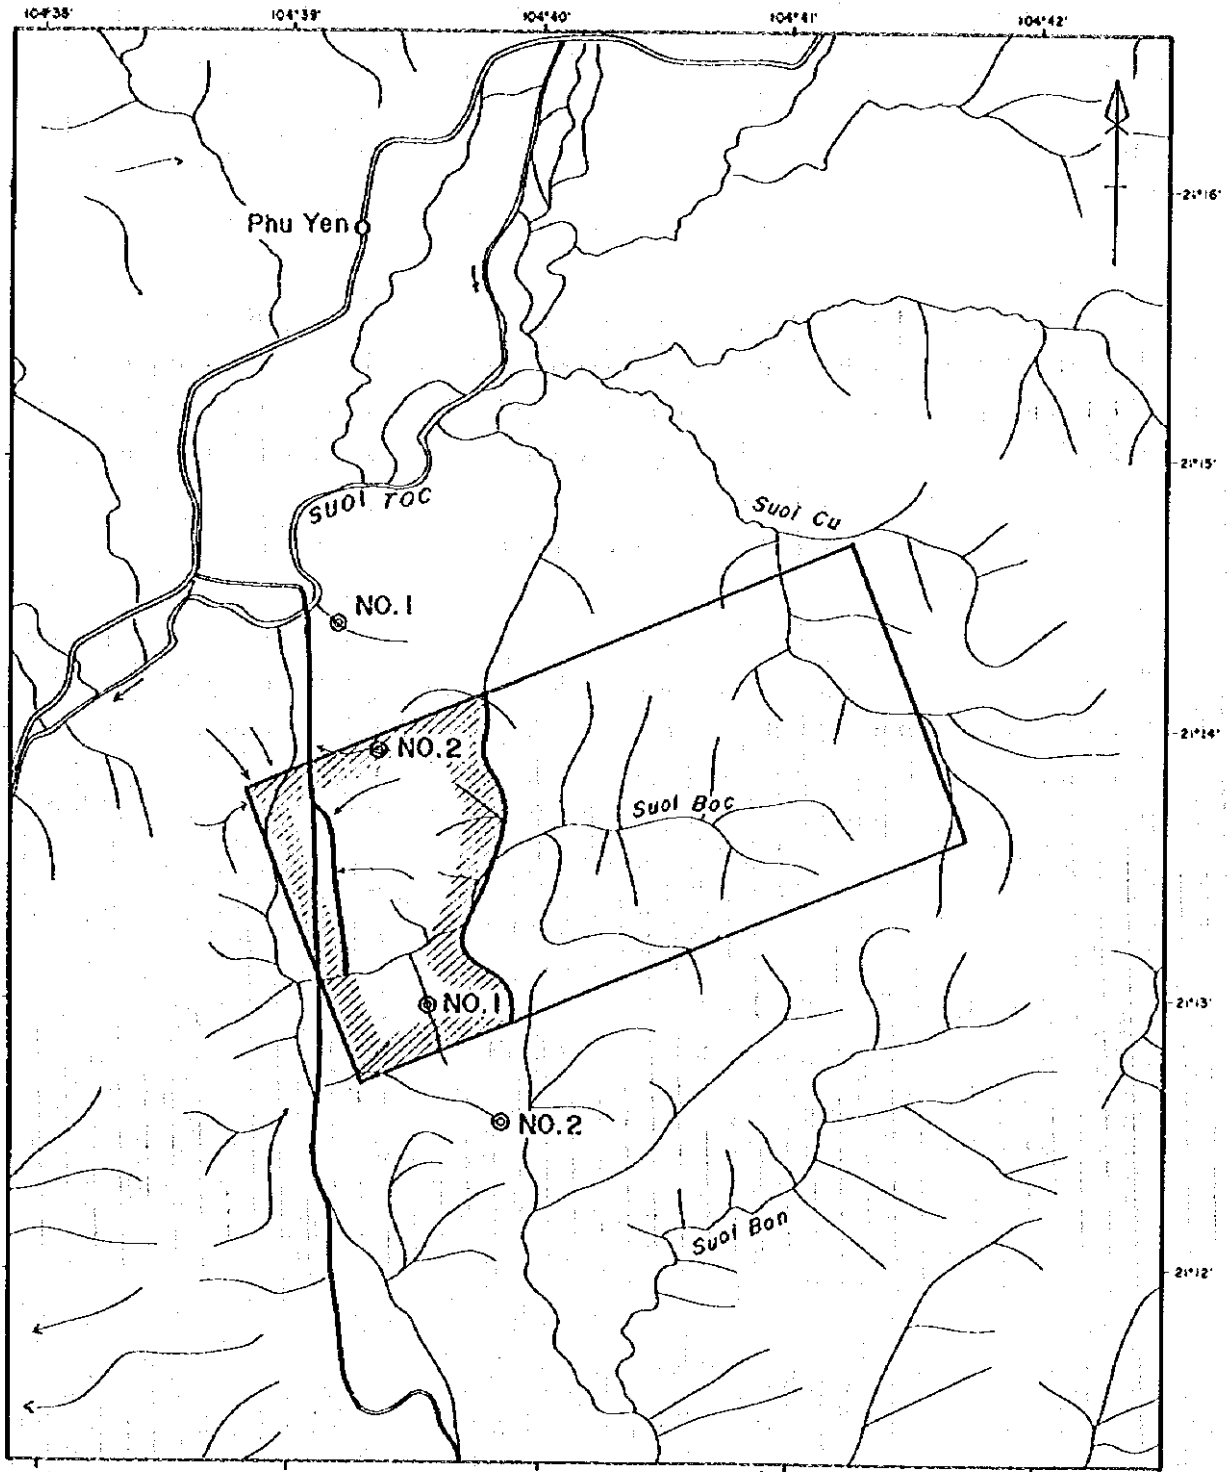 104°38' 104°39' 104°40' 104°41' 104°42'
21°16'
Phu Yen
21°15'
Suoi Toc
Suoi Cu
NO.1
21°14'
NO.2
Suoi Boc
21°13'
NO.1
NO.2
Suoi Bon
21°12'